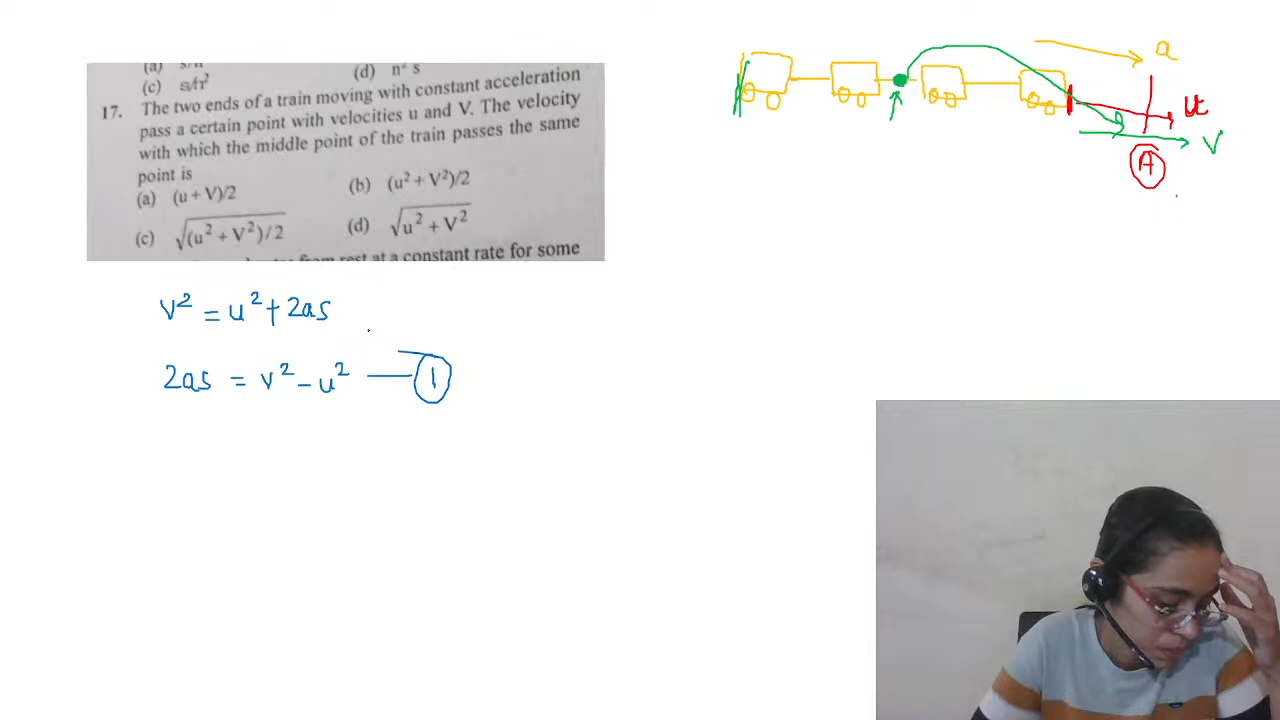 (a) s/n
(c) s/n² (d) n² s
17. The two ends of a train moving with constant acceleration
pass a certain point with velocities u and V. The velocity
with which the middle point of the train passes the same
point is
(a) (u + V)/2 (b) (u² + V²)/2
(c) √(u² + V²)/2 (d) √u² + V²
from rest at a constant rate for some
v² = u² + 2as
2as = v² – u² — ①
a
u
v
A